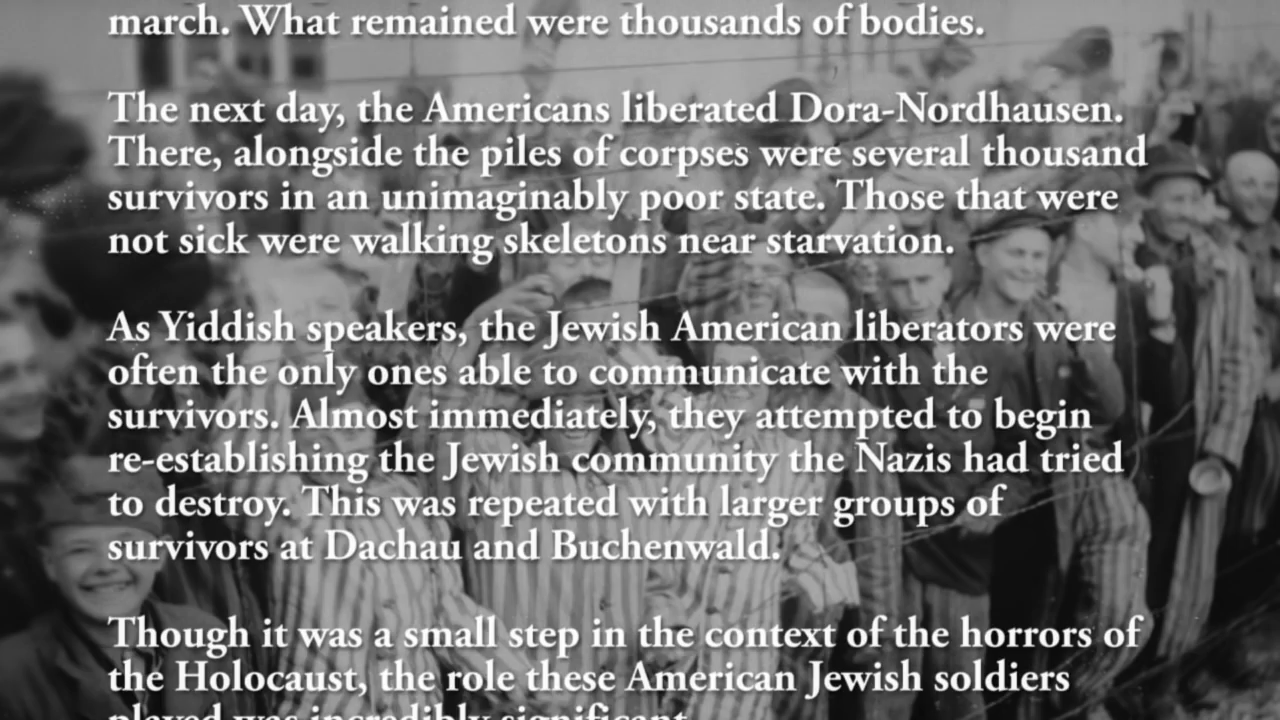 march. What remained were thousands of bodies.
The next day, the Americans liberated Dora-Nordhausen.
There, alongside the piles of corpses were several thousand
survivors in an unimaginably poor state. Those that were
not sick were walking skeletons near starvation.
As Yiddish speakers, the Jewish American liberators were
often the only ones able to communicate with the
survivors. Almost immediately, they attempted to begin
re-establishing the Jewish community the Nazis had tried
to destroy. This was repeated with larger groups of
survivors at Dachau and Buchenwald.
Though it was a small step in the context of the horrors of
the Holocaust, the role these American Jewish soldiers
played was incredibly significant.